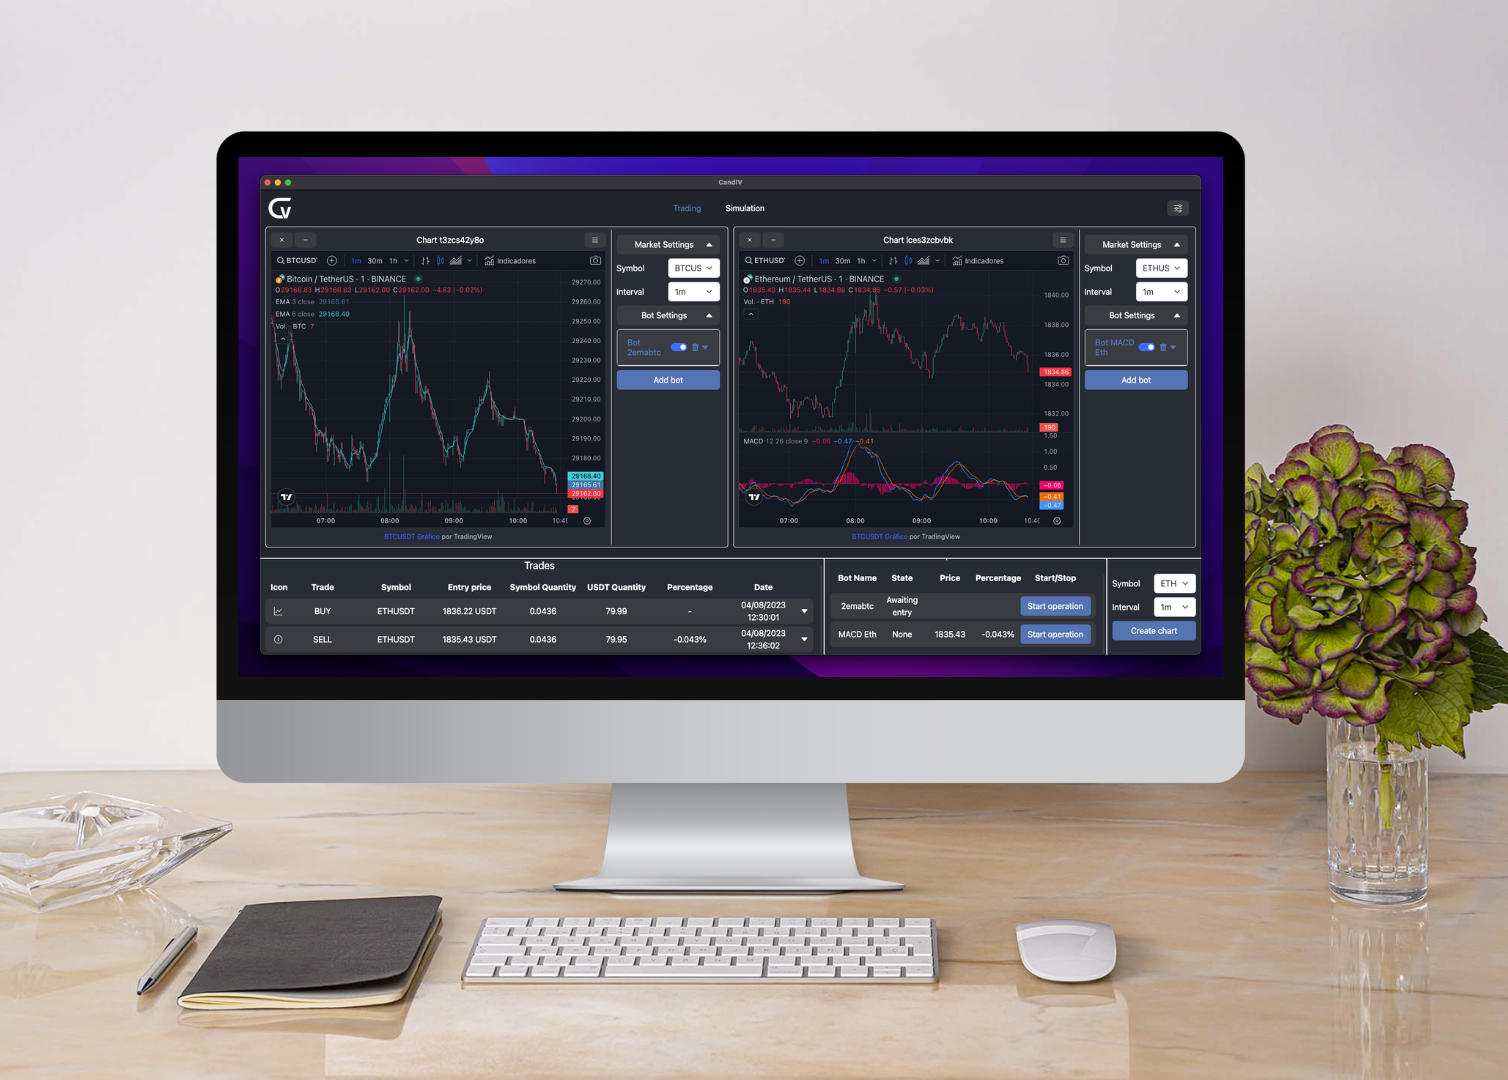 CandlV
Gv
Trading
Simulation
Chart t3zcs42y8o
BTCUSD'
1m 30m 1h
Indicadores
Bitcoin / TetherUS · 1 · BINANCE
O29166.83 H29166.83 L29162.00 C29162.00 −4.83 (−0.02%)
EMA 3 close 29165.61
EMA 6 close 29168.40
Vol. · BTC 7
29270.00
29260.00
29250.00
29240.00
29230.00
29220.00
29210.00
29200.00
29190.00
29180.00
29168.40
29165.61
29162.00
7
07:00 08:00 09:00 10:00 10:4
BTCUSDT Gráfico por TradingView
Market Settings
Symbol BTCUS
Interval 1m
Bot Settings
Bot
2emabtc
Add bot
Chart lces3zcbvbk
ETHUSD'
1m 30m 1h
Indicadores
Ethereum / TetherUS · 1 · BINANCE
O1835.43 H1835.44 L1834.86 C1834.86 −0.57 (−0.03%)
Vol. · ETH 190
1840.00
1838.00
1836.00
1834.86
1834.00
1832.00
190
MACD 12 26 close 9 −0.06 −0.47 −0.41
1.50
1.00
0.50
−0.06
−0.41
−0.47
07:00 08:00 09:00 10:00 10:4
BTCUSDT Gráfico por TradingView
Market Settings
Symbol ETHUS
Interval 1m
Bot Settings
Bot MACD
Eth
Add bot
Trades
Icon Trade Symbol Entry price Symbol Quantity USDT Quantity Percentage Date
BUY ETHUSDT 1836.22 USDT 0.0436 79.99 - 04/08/2023
12:30:01
SELL ETHUSDT 1835.43 USDT 0.0436 79.95 -0.043% 04/08/2023
12:36:02
Bot Name State Price Percentage Start/Stop
2emabtc Awaiting
entry Start operation
MACD Eth None 1835.43 -0.043% Start operation
Symbol ETH
Interval 1m
Create chart